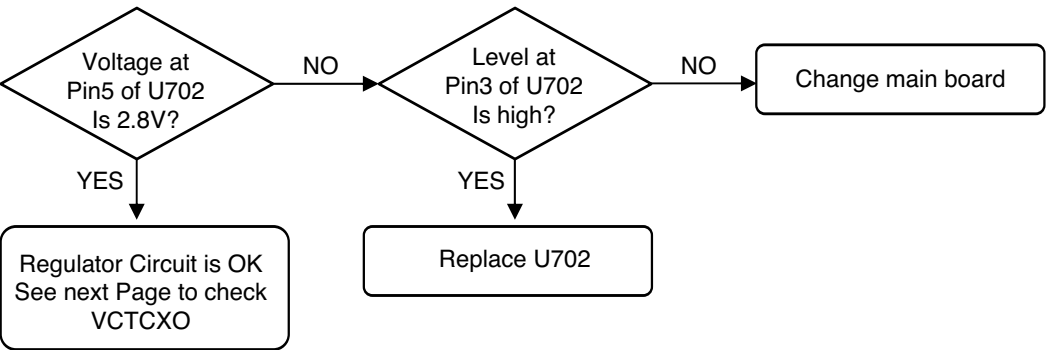 Voltage at
Pin5 of U702
Is 2.8V?
NO
Level at
Pin3 of U702
Is high?
NO
Change main board
YES
YES
Regulator Circuit is OK
See next Page to check
VCTCXO
Replace U702